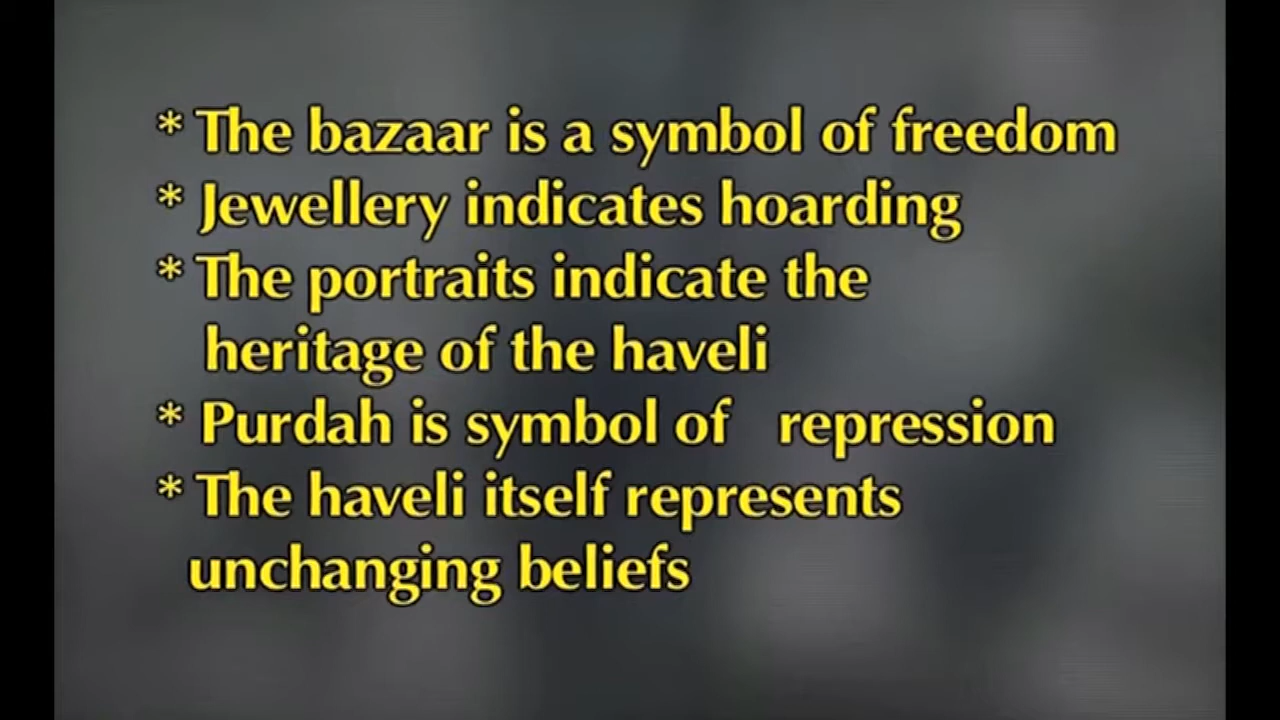 * The bazaar is a symbol of freedom
* Jewellery indicates hoarding
* The portraits indicate the
heritage of the haveli
* Purdah is symbol of repression
* The haveli itself represents
unchanging beliefs